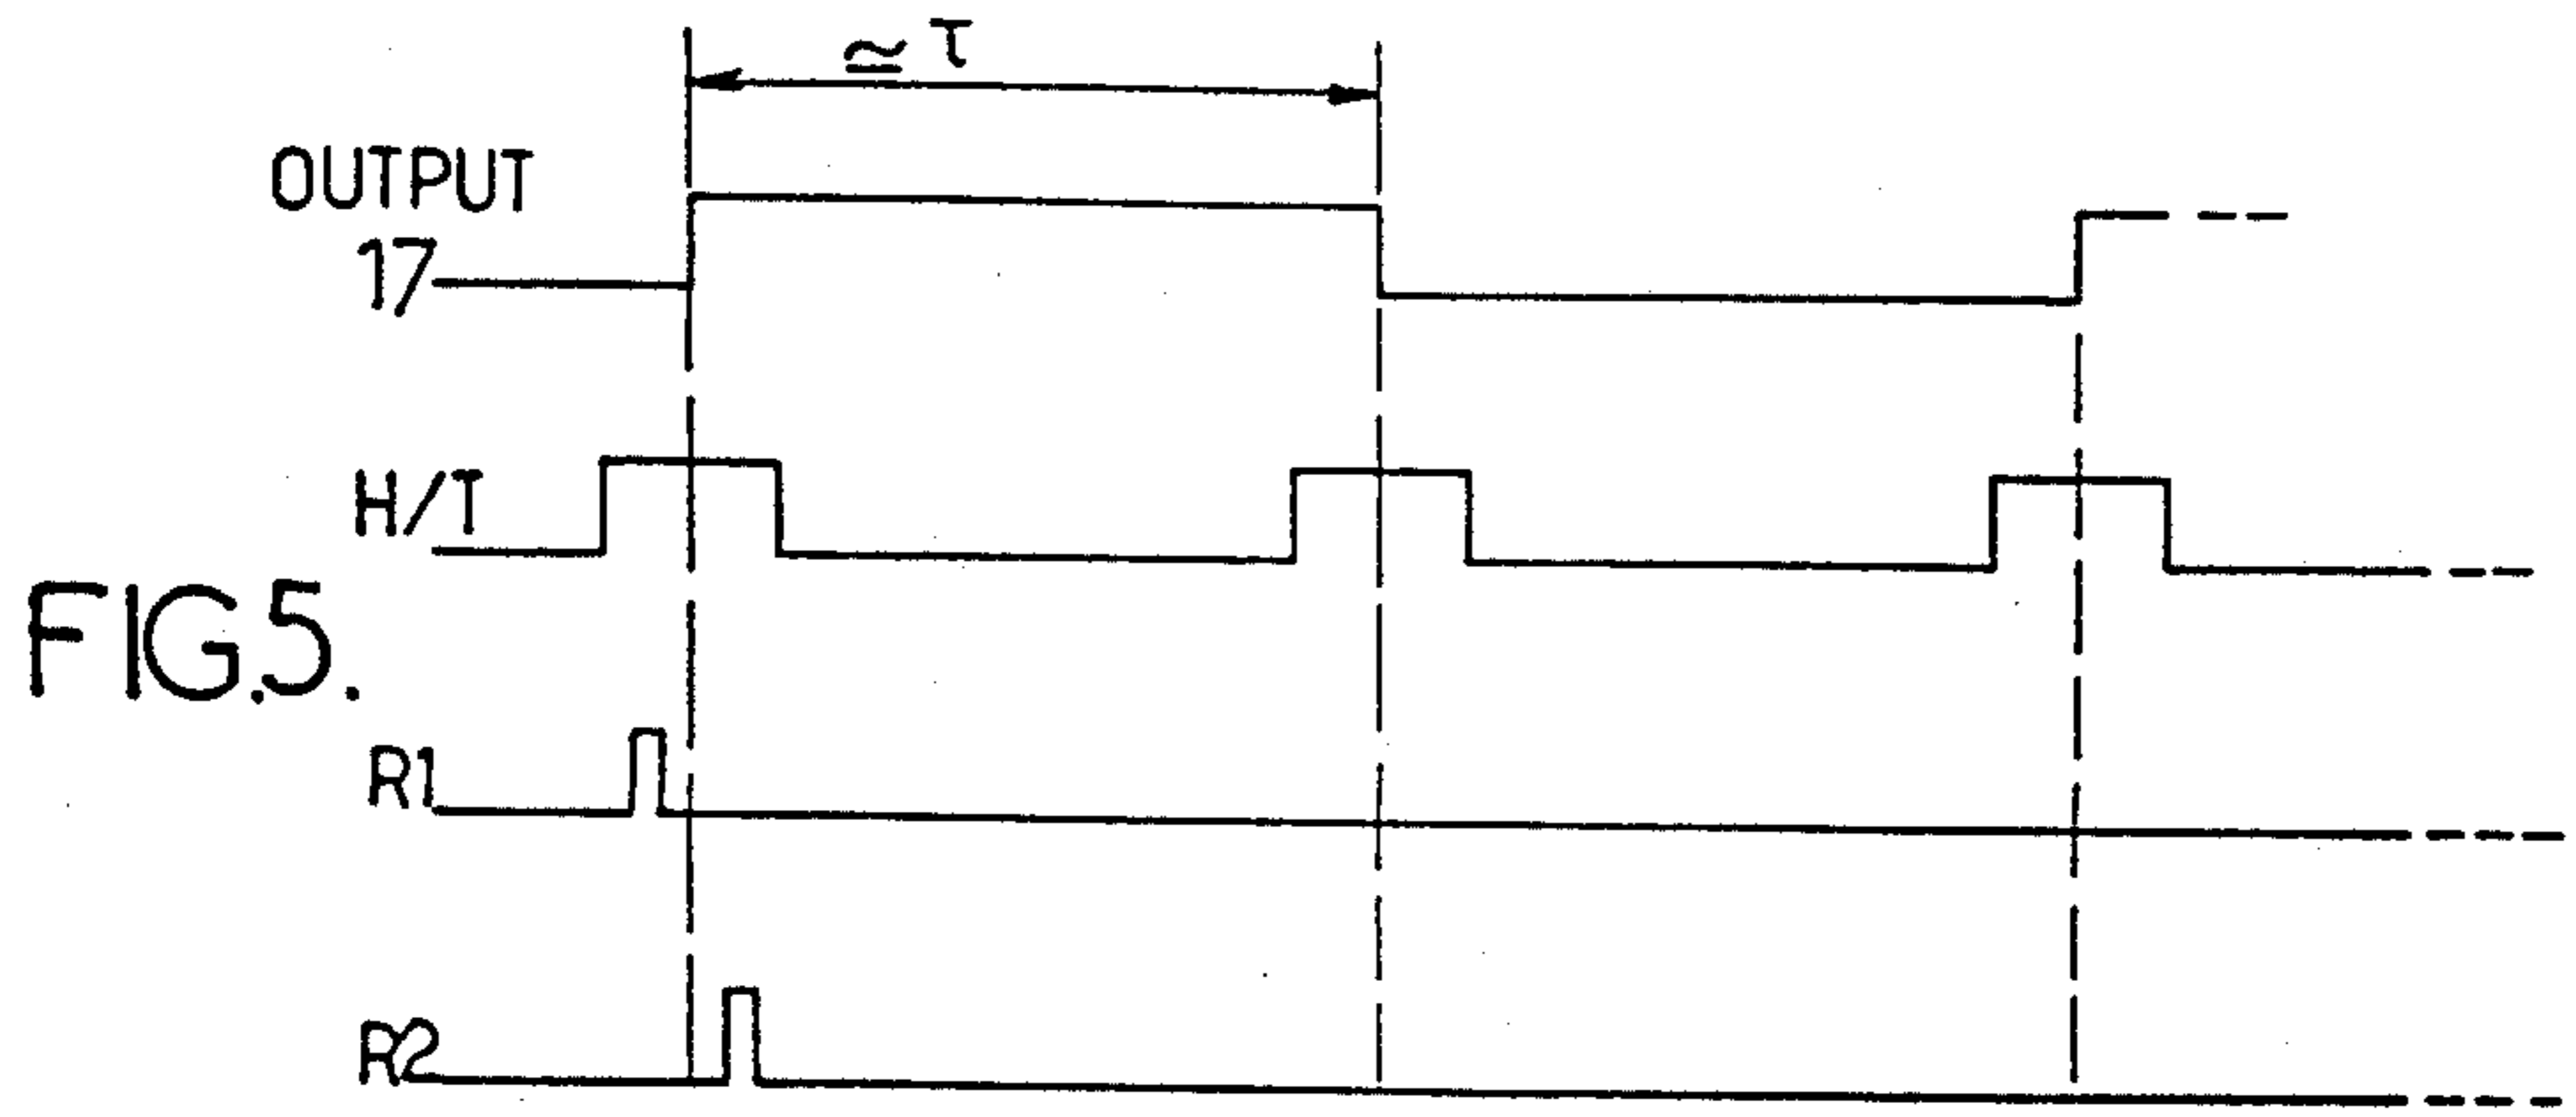 ≃ τ
OUTPUT
17
H/T
FIG.5.
R1
R2